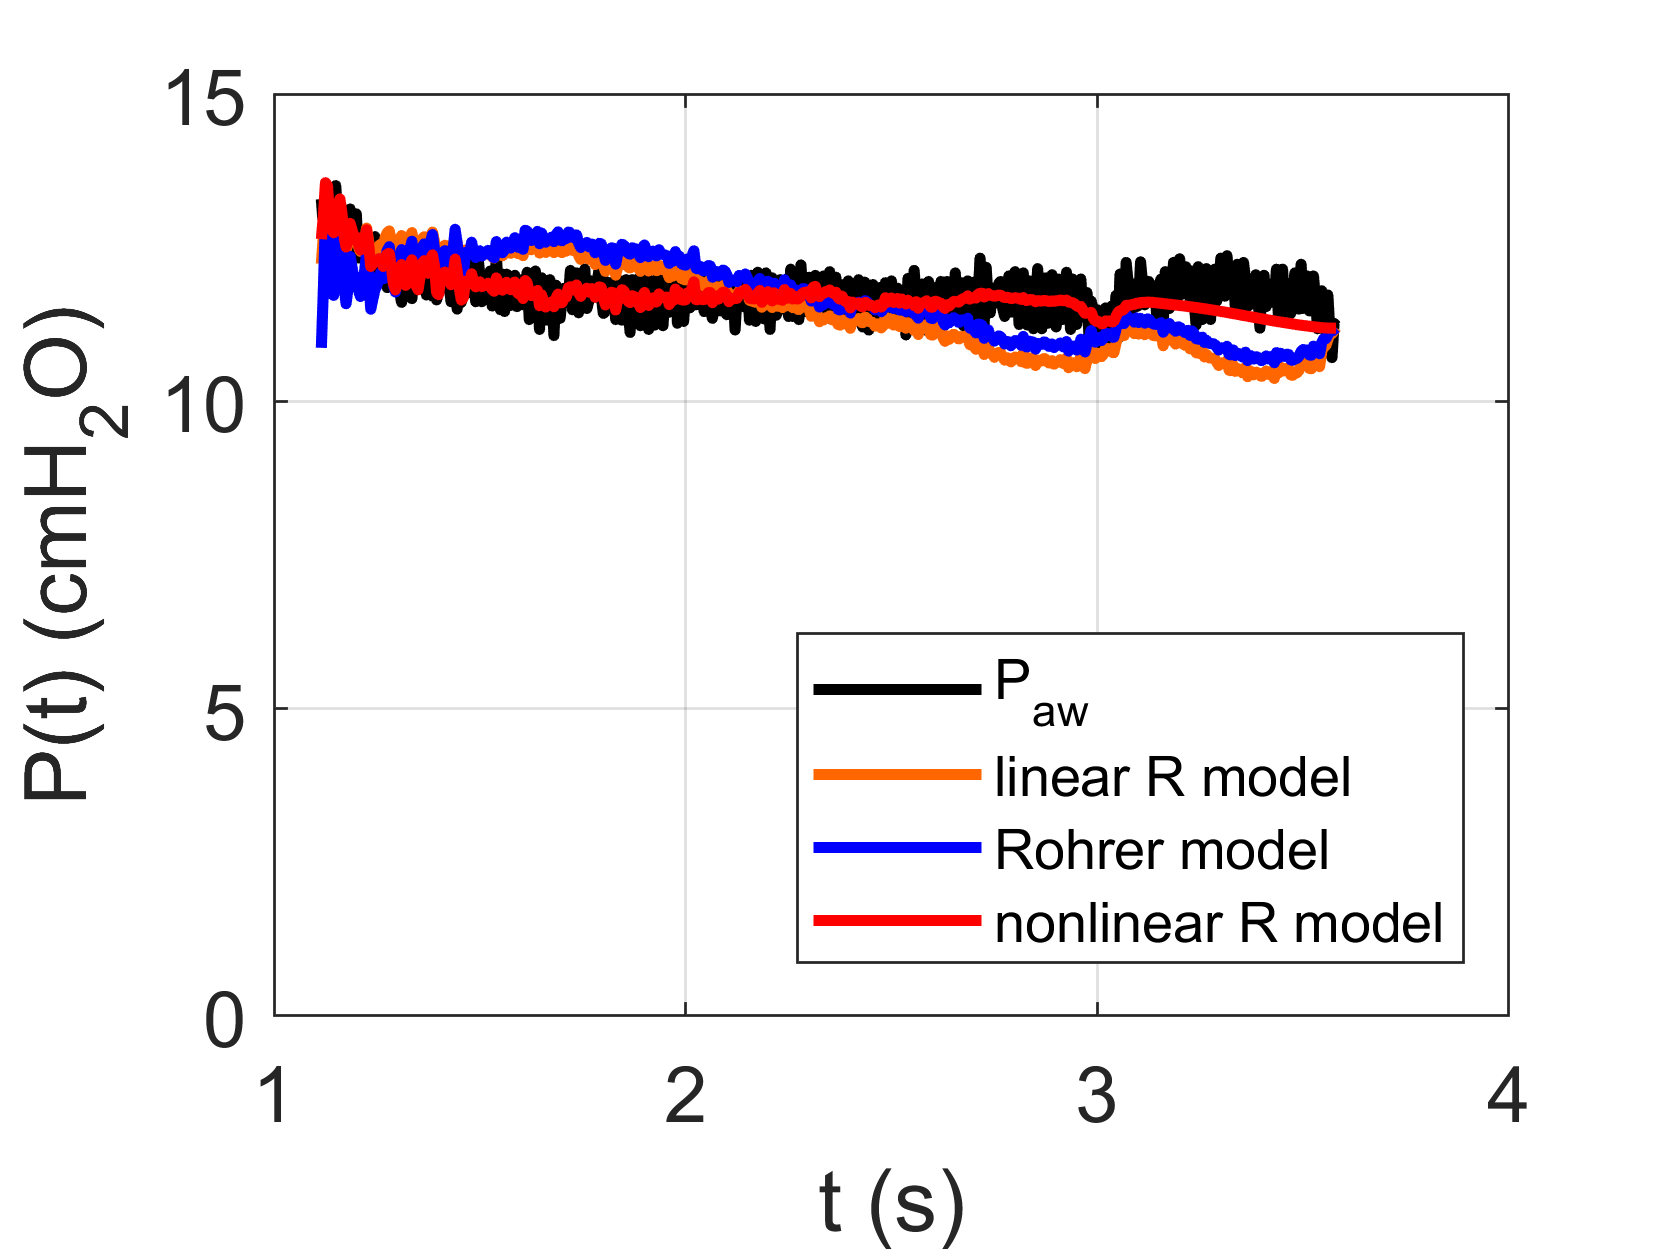 P(t) (cmH2O)
15
10
5
0
Paw
linear R model
Rohrer model
nonlinear R model
1 2 3 4
t (s)